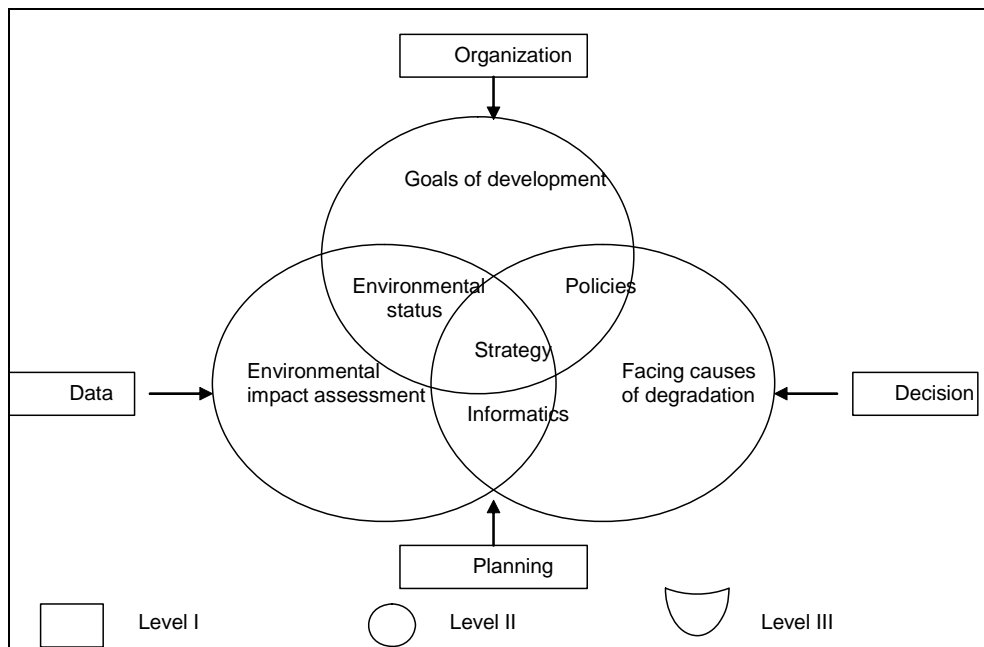 Organization
Goals of development
Environmental
status
Policies
Strategy
Environmental
impact assessment
Facing causes
of degradation
Data
Decision
Informatics
Planning
Level I
Level II
Level III